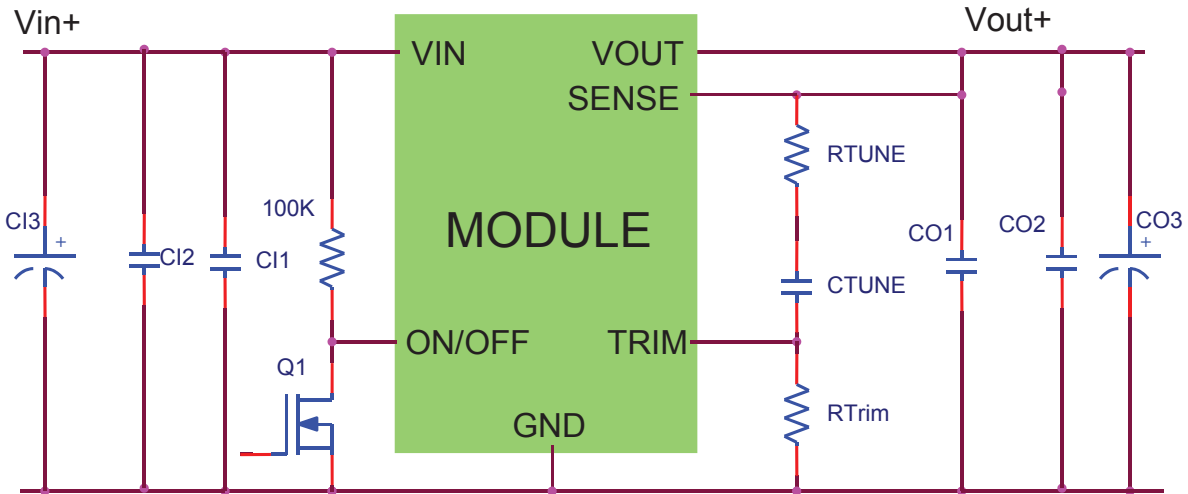 Vin+
Vout+
VIN
VOUT
SENSE
RTUNE
100K
CI3
+
CI2
CI1
MODULE
CO1
CO2
CO3
+
CTUNE
ON/OFF
TRIM
Q1
RTrim
GND